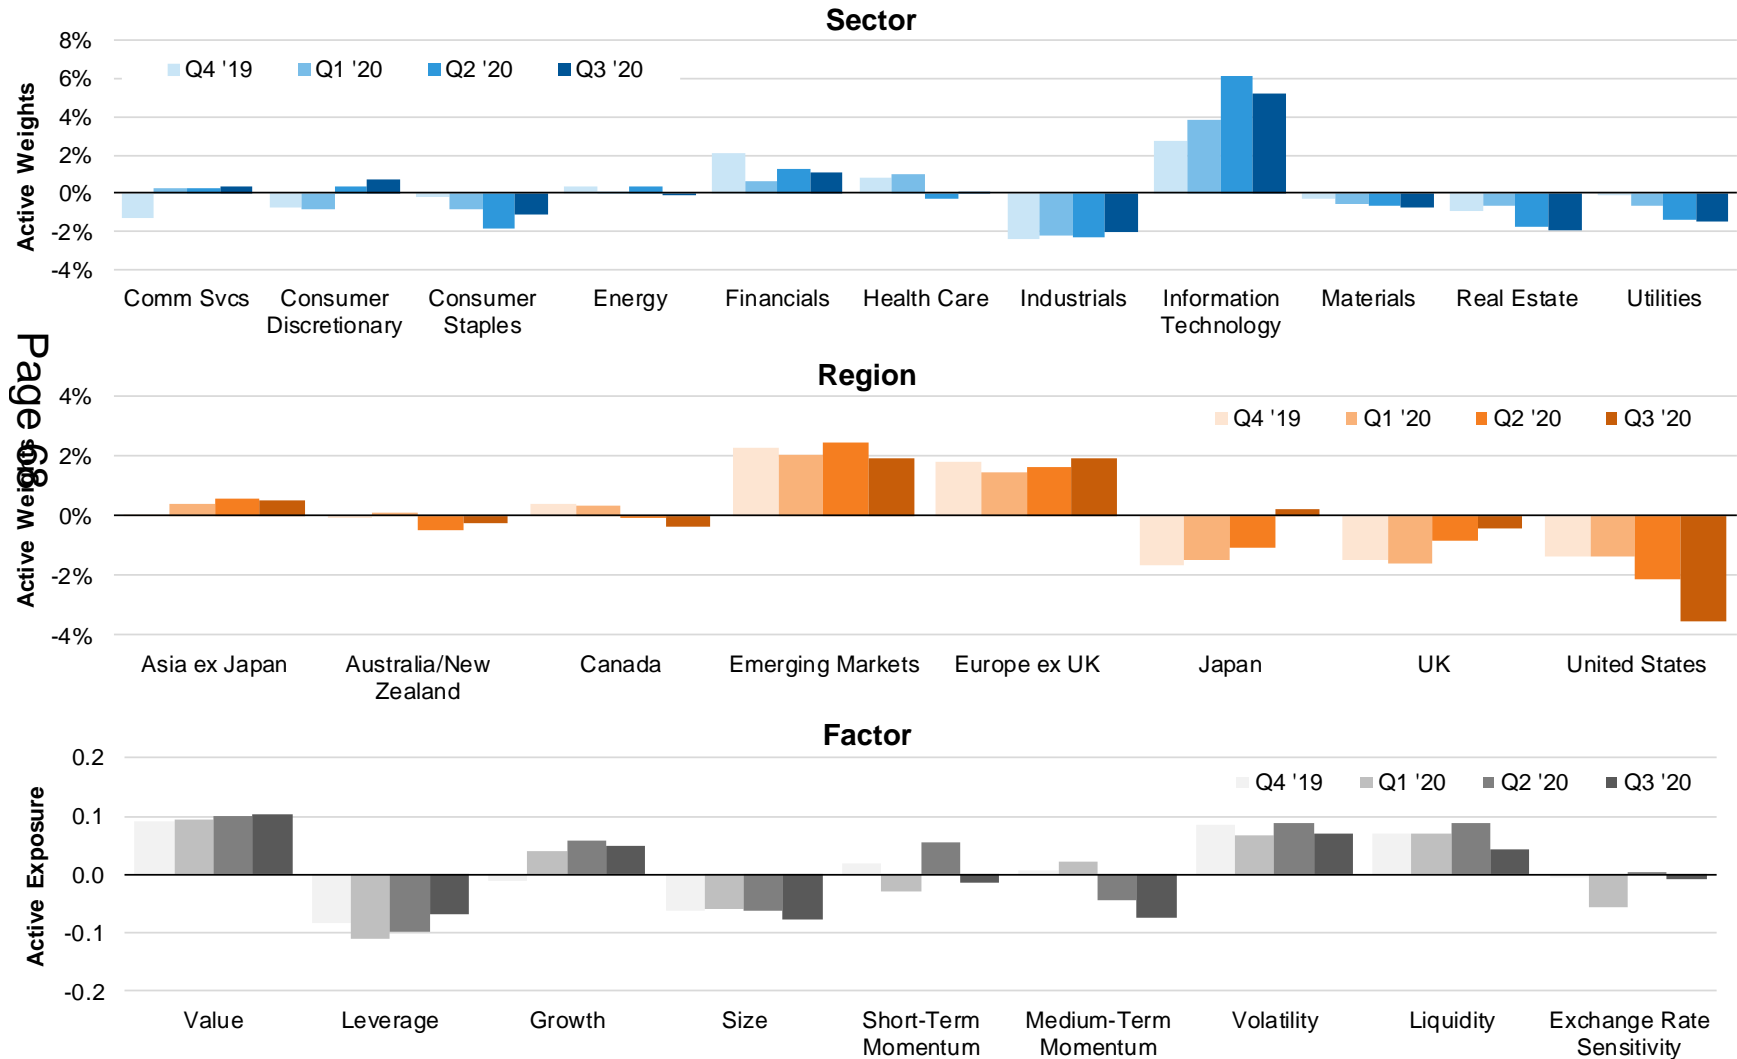 Sector
8%
6%
4%
2%
0%
-2%
-4%
Active Weights
Q4 '19
Q1 '20
Q2 '20
Q3 '20
Comm Svcs
Consumer
Discretionary
Consumer
Staples
Energy
Financials
Health Care
Industrials
Information
Technology
Materials
Real Estate
Utilities
Page 68
Region
4%
2%
0%
-2%
-4%
Active Weights
Q4 '19
Q1 '20
Q2 '20
Q3 '20
Asia ex Japan
Australia/New
Zealand
Canada
Emerging Markets
Europe ex UK
Japan
UK
United States
Factor
0.2
0.1
0.0
-0.1
-0.2
Active Exposure
Q4 '19
Q1 '20
Q2 '20
Q3 '20
Value
Leverage
Growth
Size
Short-Term
Momentum
Medium-Term
Momentum
Volatility
Liquidity
Exchange Rate
Sensitivity